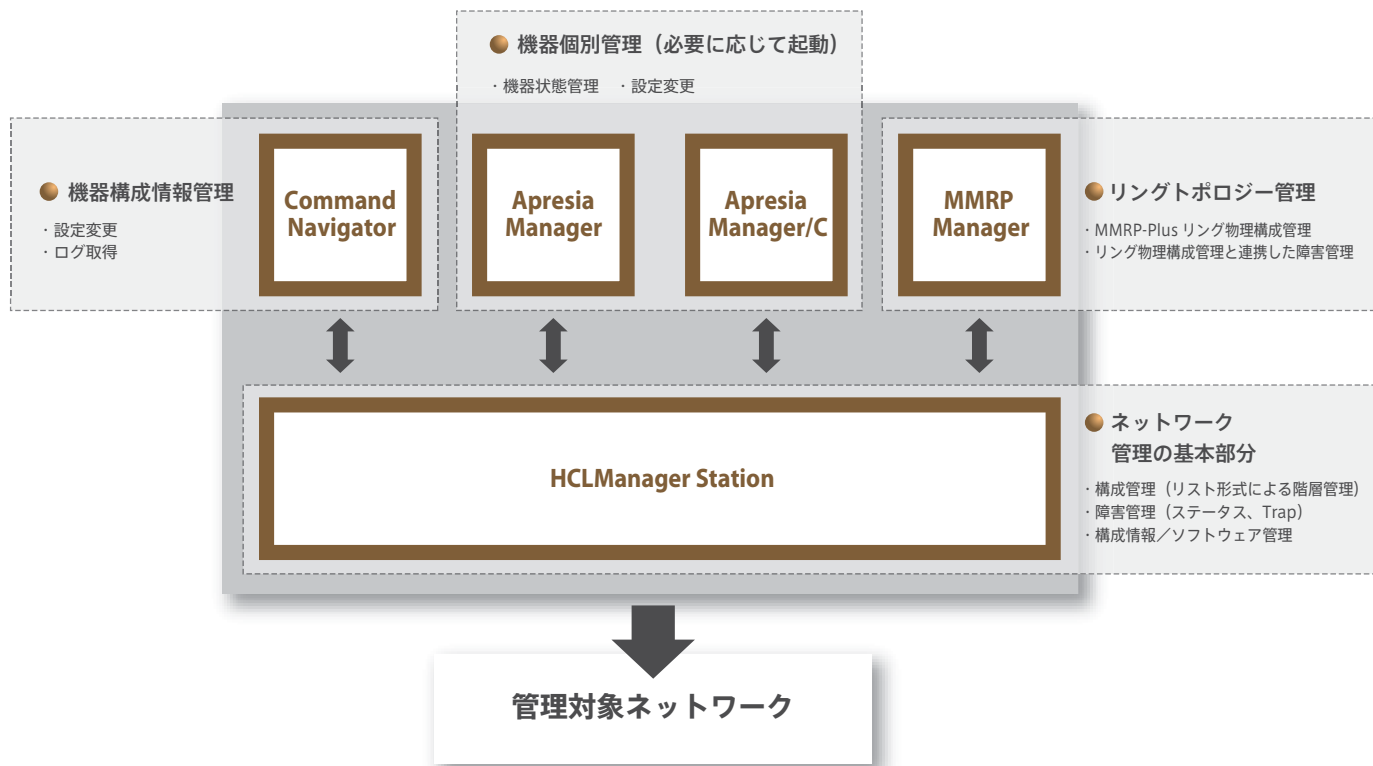 機器個別管理（必要に応じて起動）
・機器状態管理　・設定変更
機器構成情報管理
・設定変更
・ログ取得
Command
Navigator
Apresia
Manager
Apresia
Manager/C
MMRP
Manager
リングトポロジー管理
・MMRP-Plus リング物理構成管理
・リング物理構成管理と連携した障害管理
HCLManager Station
ネットワーク
管理の基本部分
・構成管理（リスト形式による階層管理）
・障害管理（ステータス、Trap）
・構成情報／ソフトウェア管理
管理対象ネットワーク